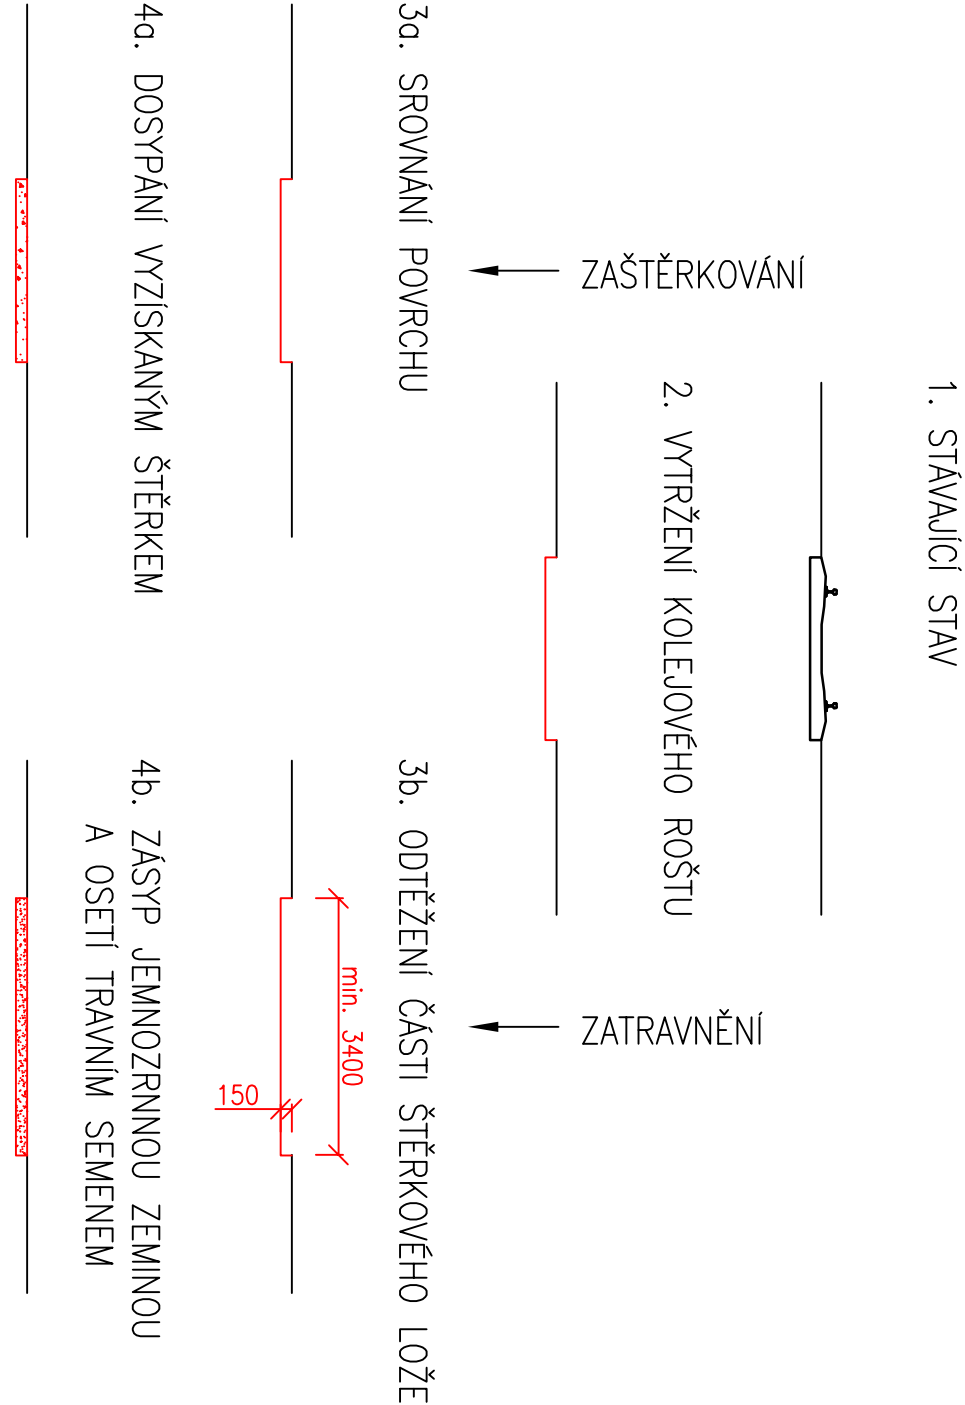 1. STÁVAJÍCÍ STAV
2. VYTRŽENÍ KOLEJOVÉHO ROŠTU
ZAŠTĚRKOVÁNÍ
ZATRAVNĚNÍ
3a. SROVNÁNÍ POVRCHU
3b. ODTĚŽENÍ ČÁSTI ŠTĚRKOVÉHO LOŽE
min. 3400
150
4a. DOSYPÁNÍ VYZÍSKANÝM ŠTĚRKEM
4b. ZÁSYP JEMNOZRNNOU ZEMINOU
A OSETÍ TRAVNÍM SEMENEM